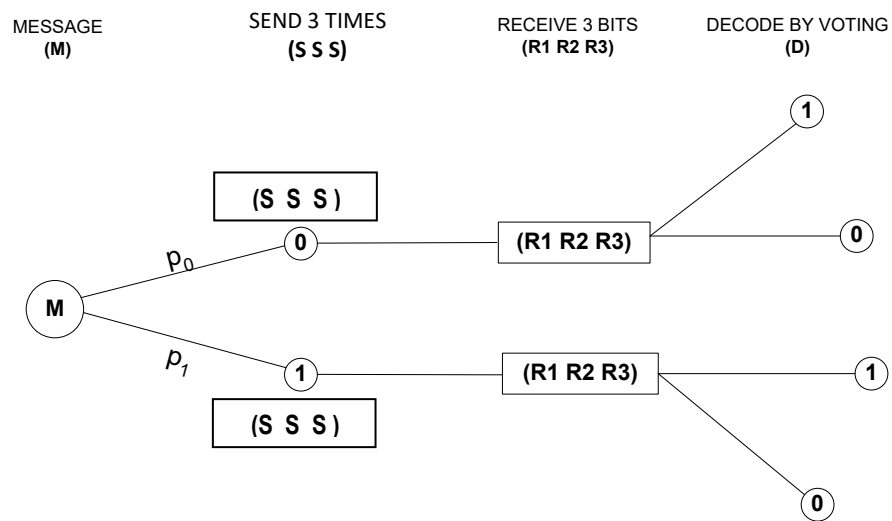 MESSAGE
(M)
SEND 3 TIMES
(S S S)
RECEIVE 3 BITS
(R1 R2 R3)
DECODE BY VOTING
(D)
1
(S S S )
0
(R1 R2 R3)
0
p0
M
p1
1
(R1 R2 R3)
1
(S S S )
0